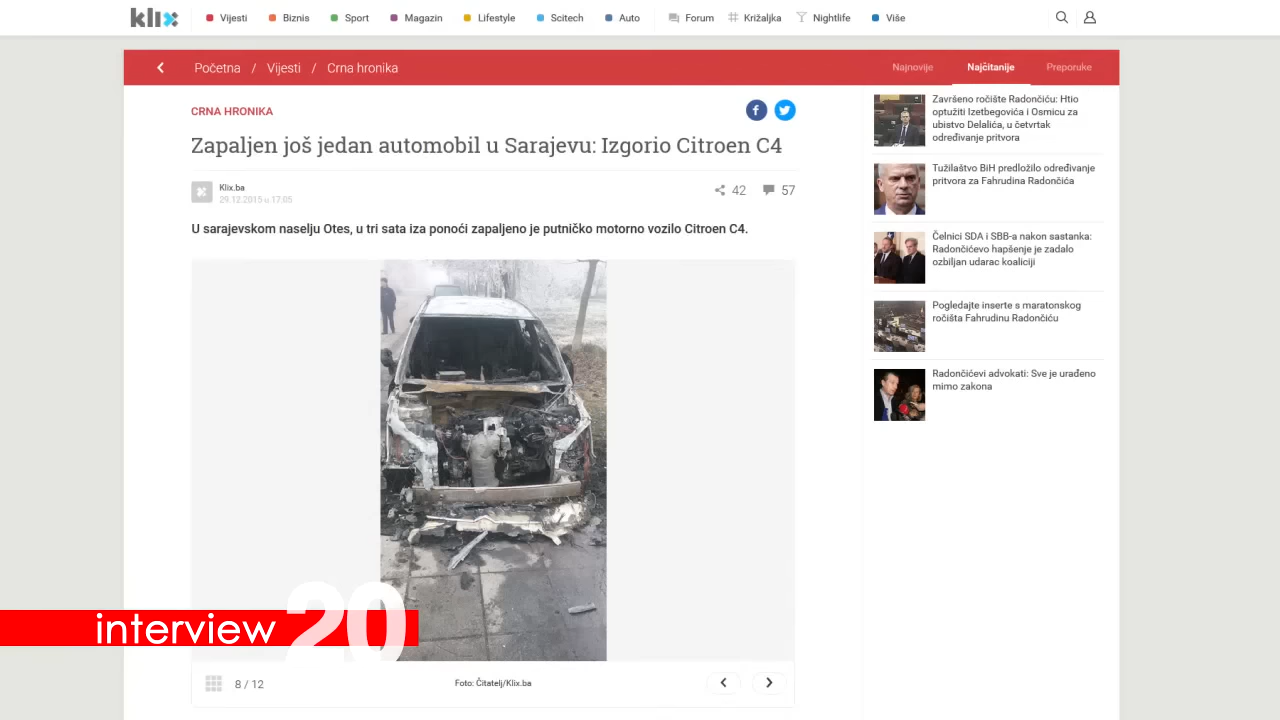 klix
Vijesti
Biznis
Sport
Magazin
Lifestyle
Scitech
Auto
Forum
Križaljka
Nightlife
Više
Početna / Vijesti / Crna hronika
Najnovije
Najčitanije
Preporuke
CRNA HRONIKA
Zapaljen još jedan automobil u Sarajevu: Izgorio Citroen C4
Klix.ba
29.12.2015 u 17:05
42
57
U sarajevskom naselju Otes, u tri sata iza ponoći zapaljeno je putničko motorno vozilo Citroen C4.
Završeno ročište Radončiću: Htio
optužiti Izetbegovića i Osmicu za
ubistvo Delalića, u četvrtak
određivanje pritvora
Tužilaštvo BiH predložilo određivanje
pritvora za Fahrudina Radončića
Čelnici SDA i SBB-a nakon sastanka:
Radončićevo hapšenje je zadalo
ozbiljan udarac koaliciji
Pogledajte inserte s maratonskog
ročišta Fahrudinu Radončiću
Radončićevi advokati: Sve je urađeno
mimo zakona
interview 20
8 / 12
Foto: Čitatelj/Klix.ba